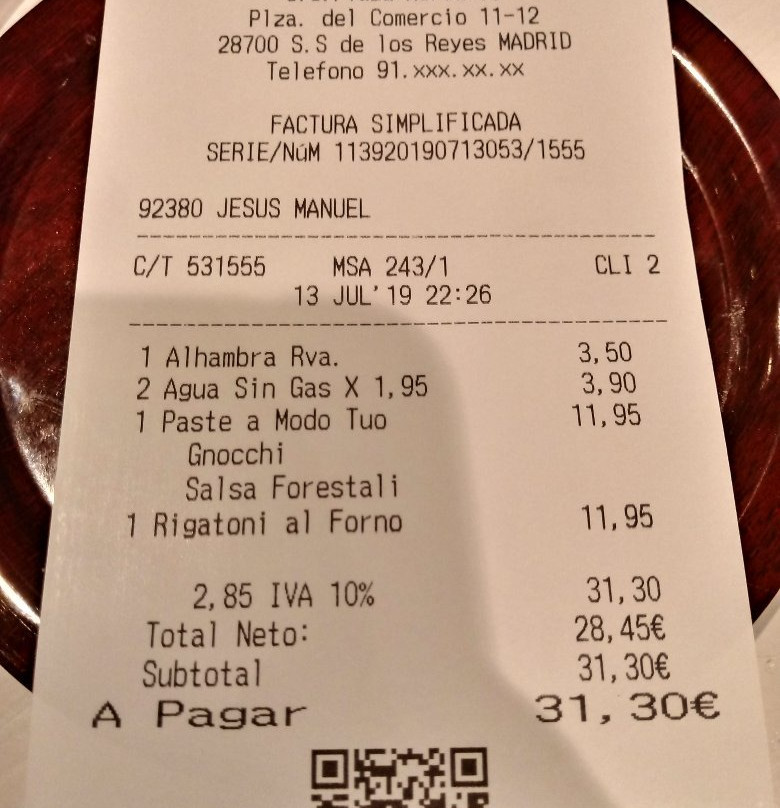 Plza. del Comercio 11-12
28700 S.S de los Reyes MADRID
Telefono 91.xxx.xx.xx
FACTURA SIMPLIFICADA
SERIE/NúM 113920190713053/1555
92380 JESUS MANUEL
C/T 531555 MSA 243/1 CLI 2
13 JUL'19 22:26
1 Alhambra Rva. 3,50
2 Agua Sin Gas X 1,95 3,90
1 Paste a Modo Tuo 11,95
Gnocchi
Salsa Forestali
1 Rigatoni al Forno 11,95
2,85 IVA 10% 31,30
Total Neto: 28,45€
Subtotal 31,30€
A Pagar 31,30€